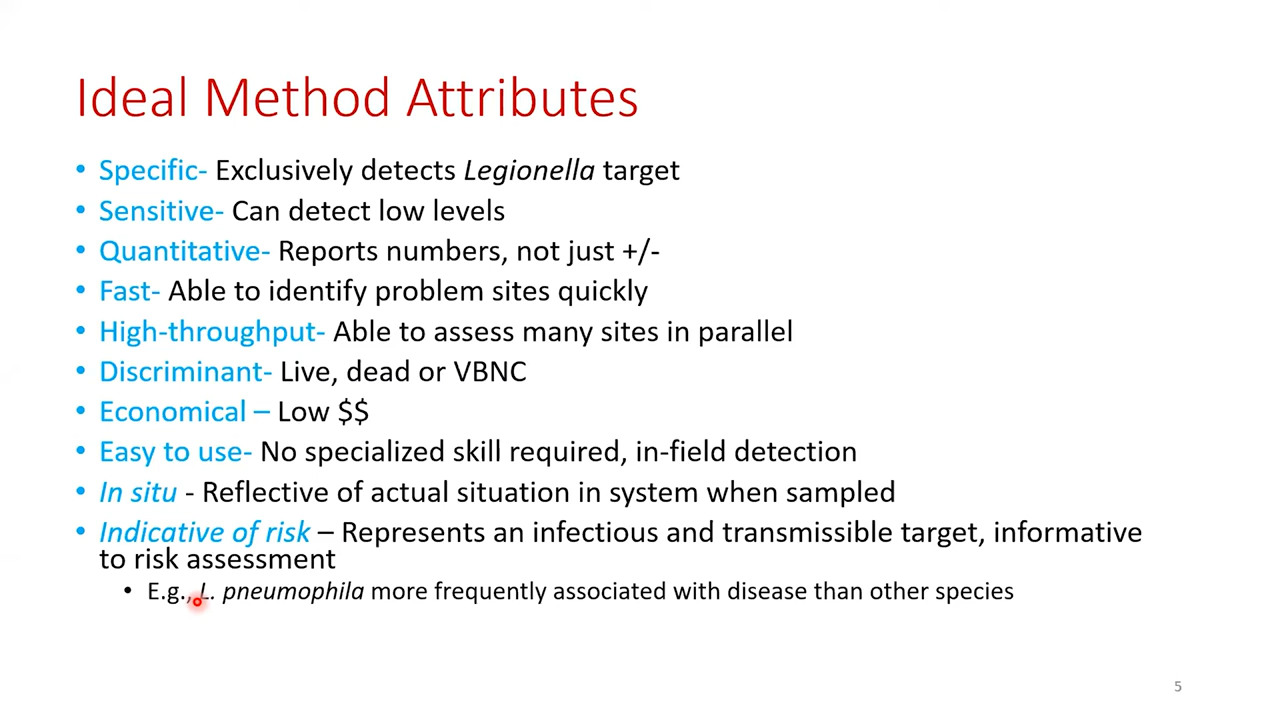 Ideal Method Attributes
• Specific- Exclusively detects Legionella target
• Sensitive- Can detect low levels
• Quantitative- Reports numbers, not just +/-
• Fast- Able to identify problem sites quickly
• High-throughput- Able to assess many sites in parallel
• Discriminant- Live, dead or VBNC
• Economical – Low $$
• Easy to use- No specialized skill required, in-field detection
• In situ - Reflective of actual situation in system when sampled
• Indicative of risk – Represents an infectious and transmissible target, informative
to risk assessment
• E.g., L. pneumophila more frequently associated with disease than other species
5